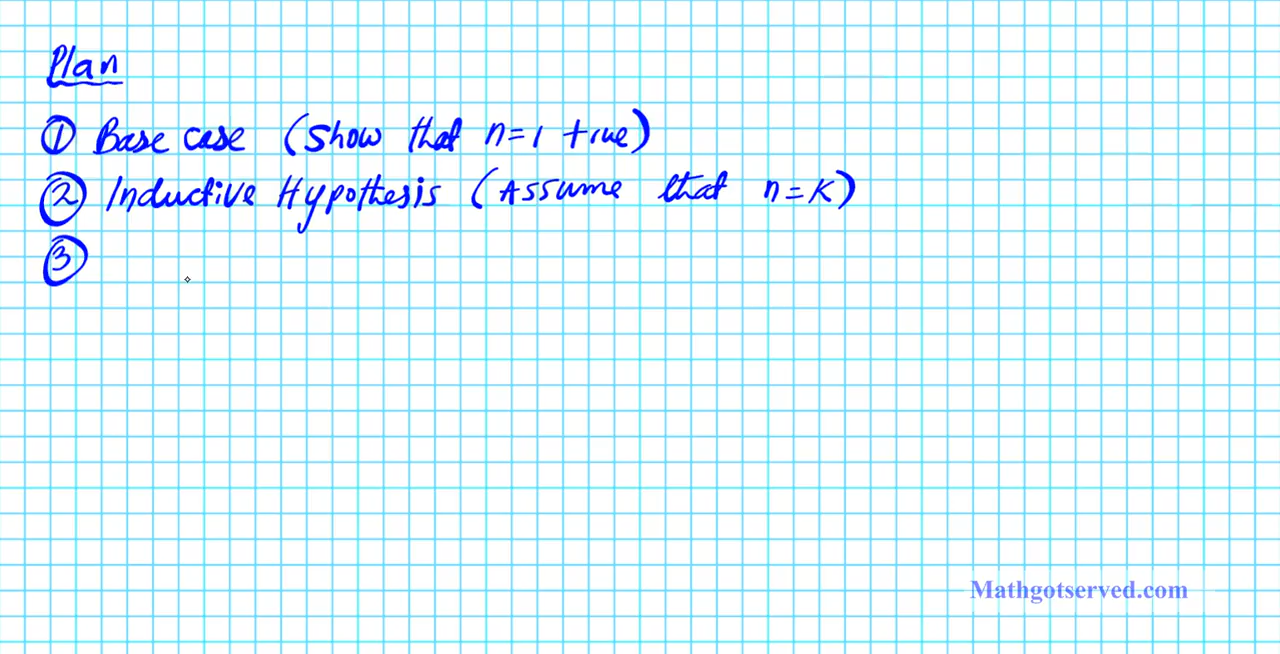 Plan
① Base case (Show that n=1 true)
② Inductive Hypothesis (Assume that n=K)
③
Mathgotserved.com